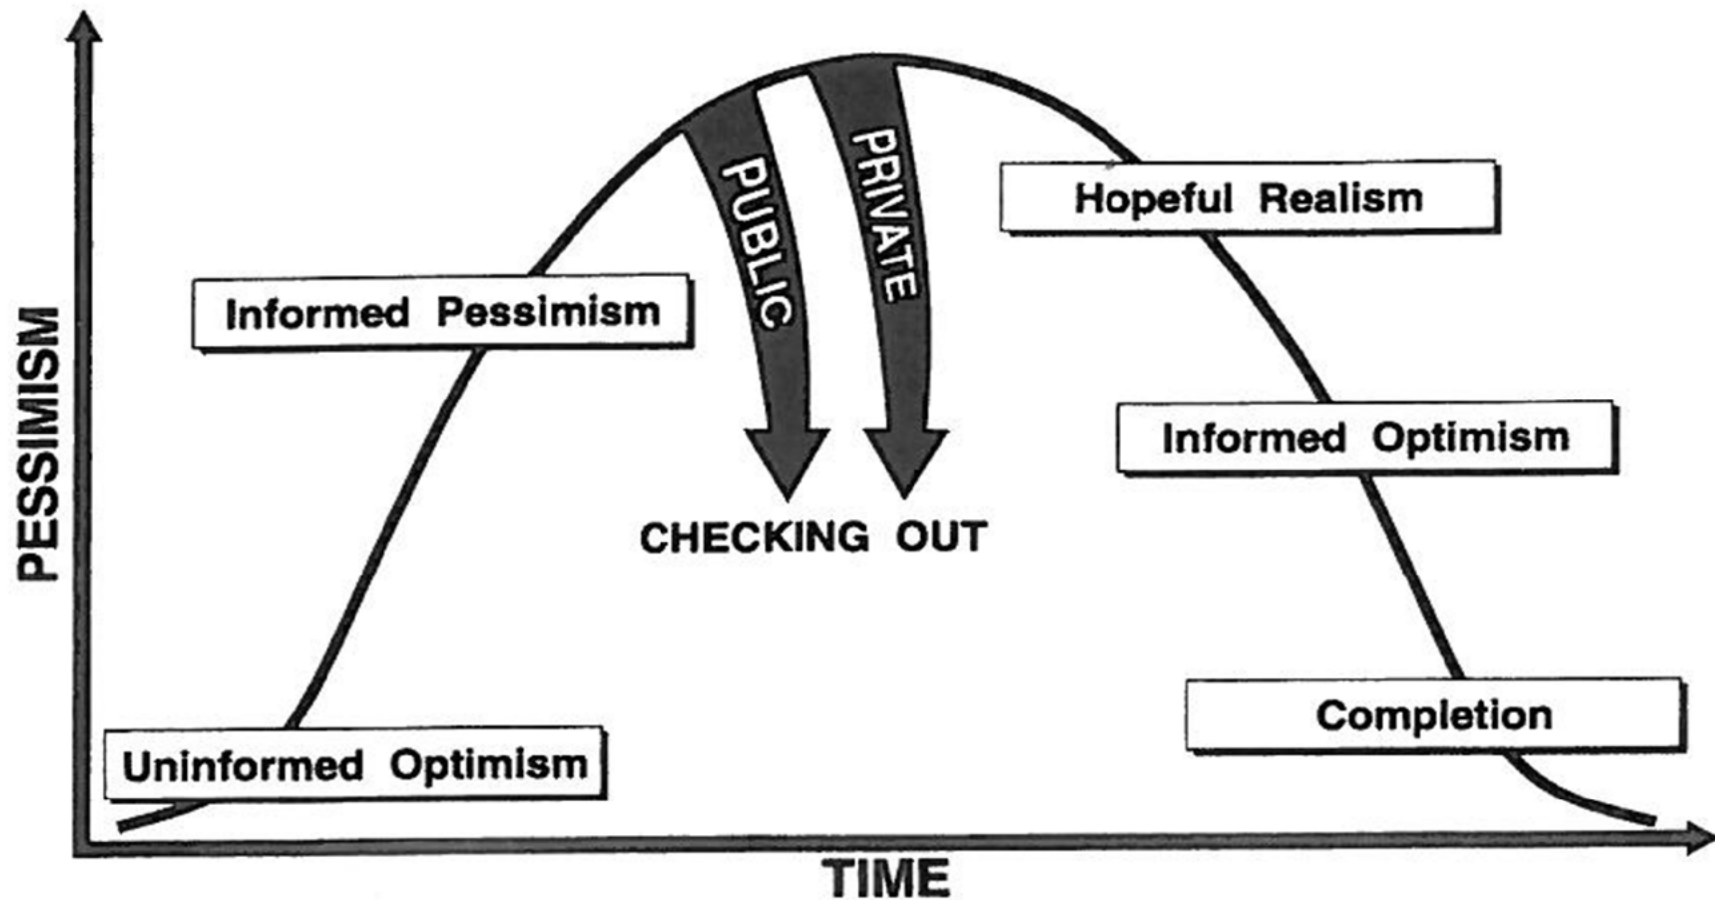 PESSIMISM
PUBLIC
PRIVATE
Hopeful Realism
Informed Pessimism
Informed Optimism
CHECKING OUT
Completion
Uninformed Optimism
TIME